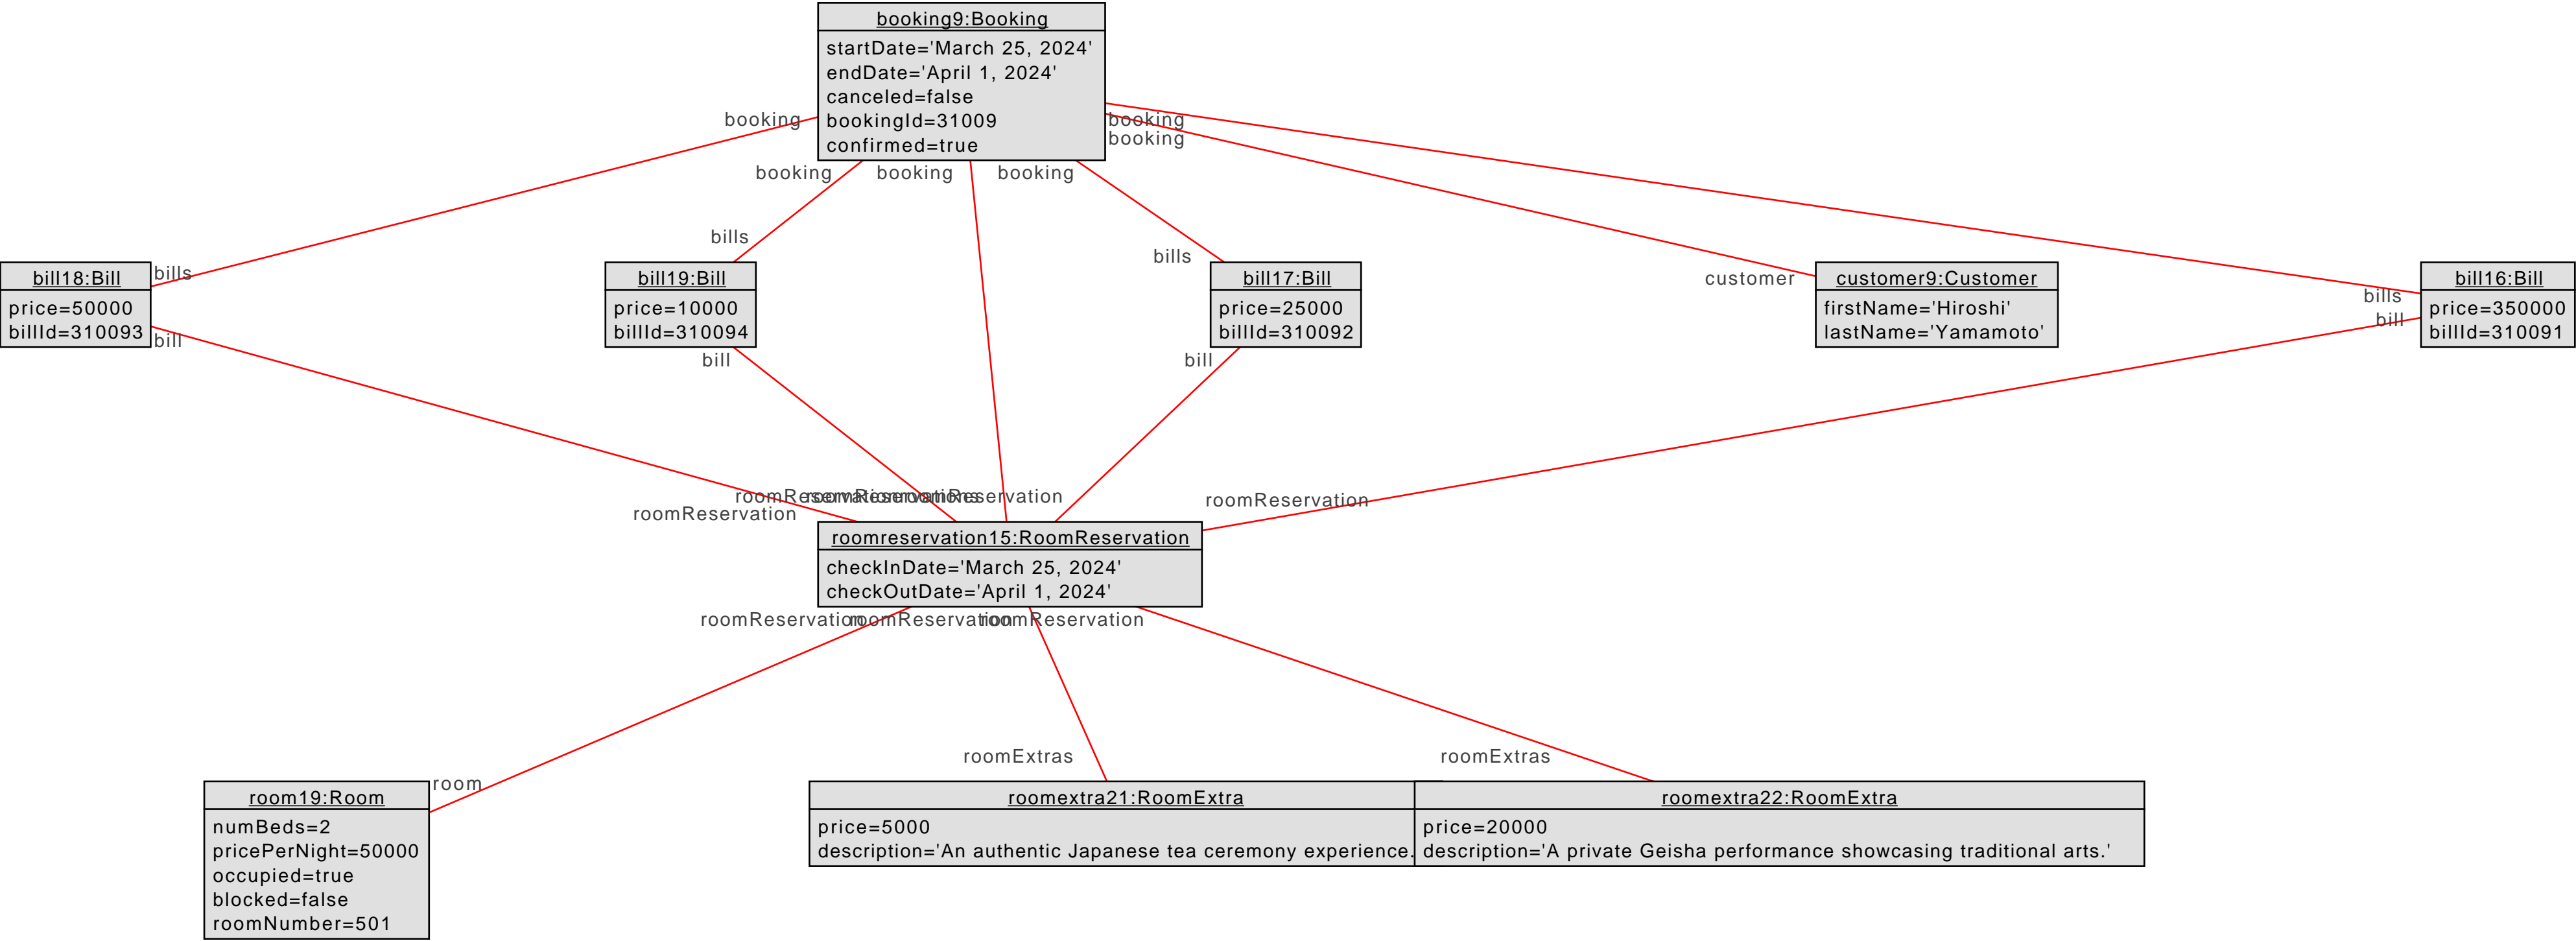 booking9:Booking
startDate='March 25, 2024'
endDate='April 1, 2024'
canceled=false
bookingId=31009
confirmed=true
booking
booking
booking
booking
booking
booking
bills
bills
bills
customer
bills
bill18:Bill
price=50000
billId=310093
bill19:Bill
price=10000
billId=310094
bill17:Bill
price=25000
billId=310092
customer9:Customer
firstName='Hiroshi'
lastName='Yamamoto'
bill16:Bill
price=350000
billId=310091
bill
bill
bill
bill
roomReservation
roomReservations
roomReservation
roomReservation
roomReservation
roomreservation15:RoomReservation
checkInDate='March 25, 2024'
checkOutDate='April 1, 2024'
roomReservation
roomReservation
roomReservation
room
roomExtras
roomExtras
room19:Room
numBeds=2
pricePerNight=50000
occupied=true
blocked=false
roomNumber=501
roomextra21:RoomExtra
price=5000
description='An authentic Japanese tea ceremony experience.
roomextra22:RoomExtra
price=20000
description='A private Geisha performance showcasing traditional arts.'